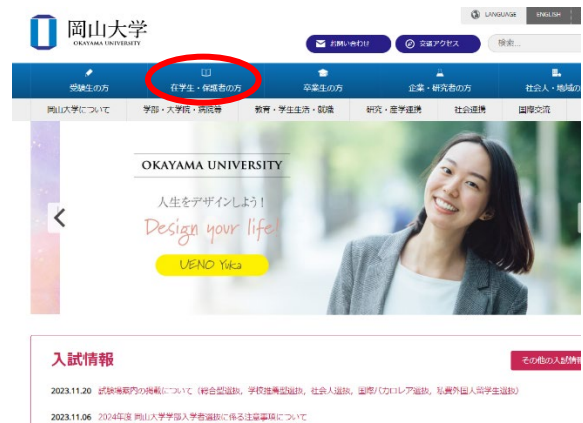 LANGUAGE ENGLISH
岡山大学
OKAYAMA UNIVERSITY
お問い合わせ 交通アクセス 検索...
受験生の方 在学生・保護者の方 卒業生の方 企業・研究者の方 社会人・地域の
岡山大学について 学部・大学院・病院等 教育・学生生活・就職 研究・産学連携 社会連携 国際交流
OKAYAMA UNIVERSITY
人生をデザインしよう!
Design your life!
UENO Yuka
入試情報 その他の入試情報
2023.11.20 試験場案内の掲載について(総合型選抜,学校推薦型選抜,社会人選抜,国際バカロレア選抜,私費外国人留学生選抜)
2023.11.06 2024年度 岡山大学学部入学者選抜に係る注意事項について